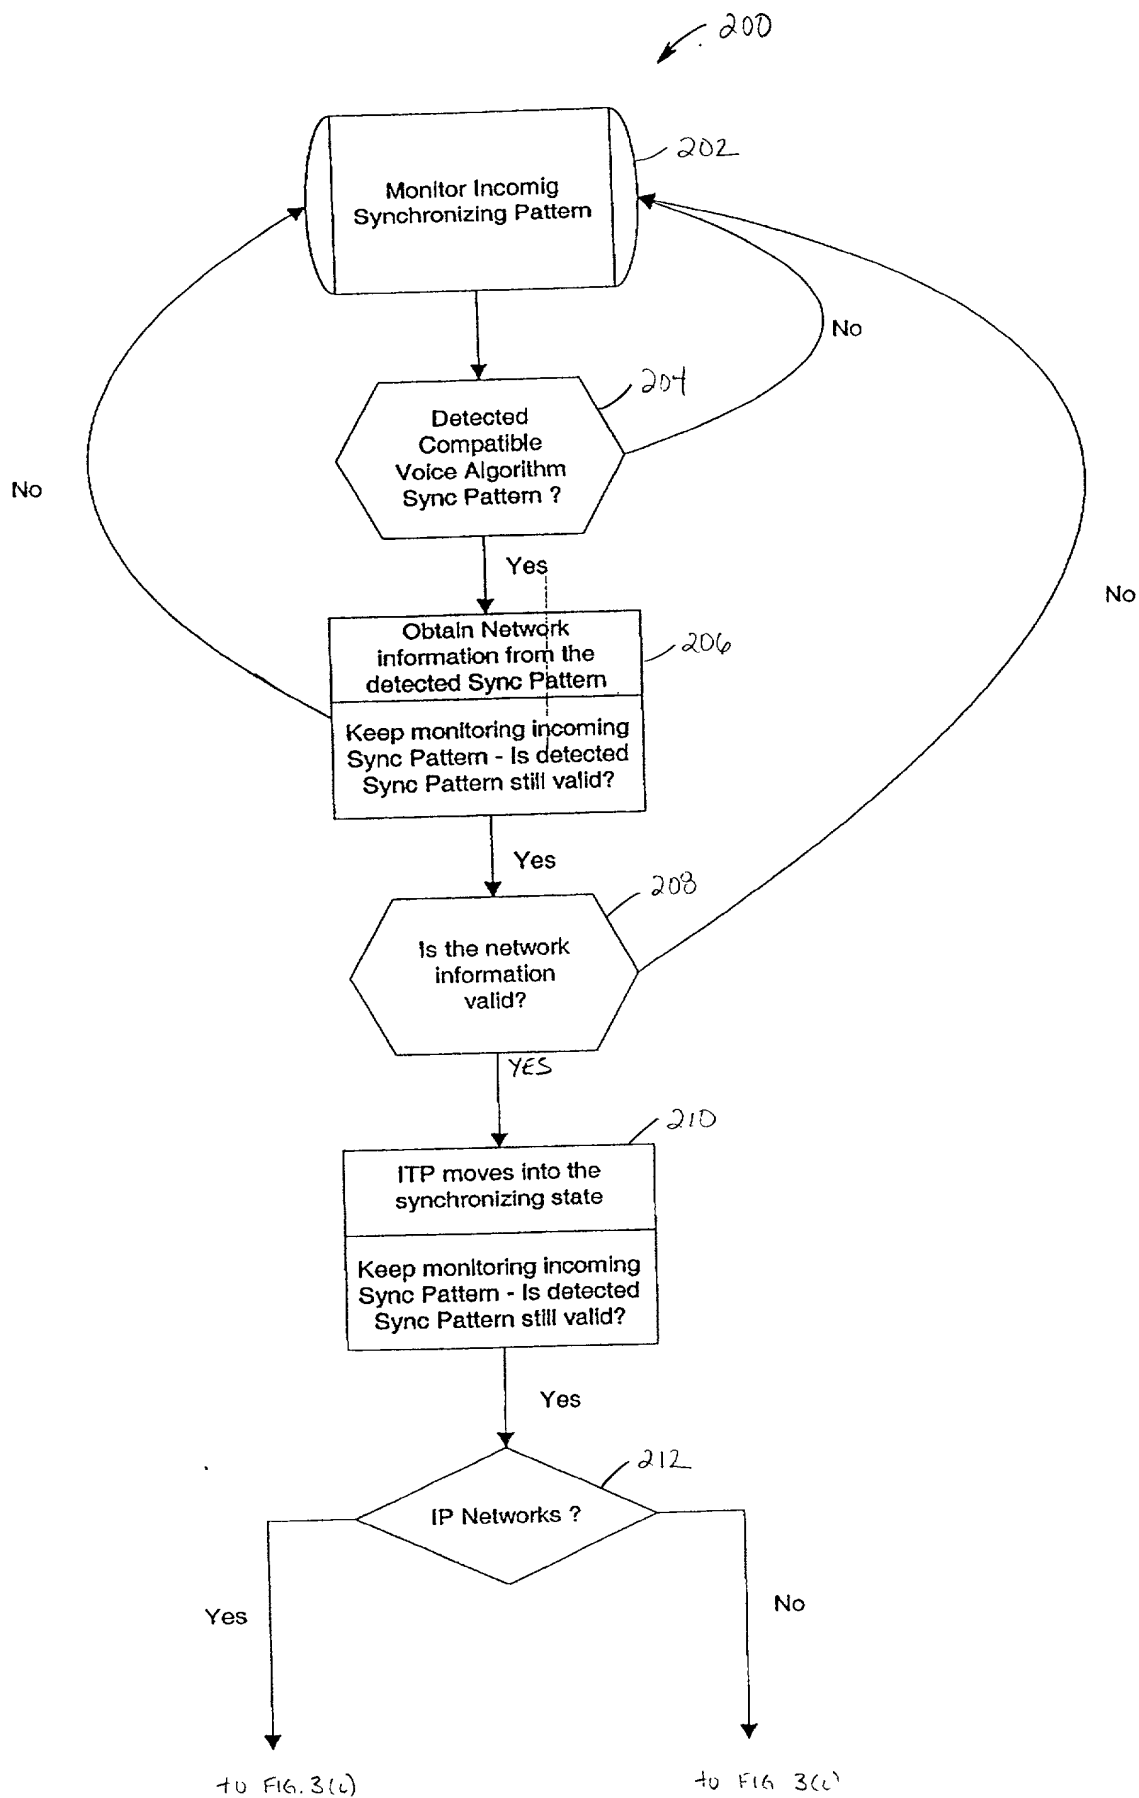 200
202
Monitor Incomig
Synchronizing Pattern
No
204
Detected
Compatible
Voice Algorithm
Sync Pattern ?
No
Yes
No
Obtain Network
information from the
detected Sync Pattern
206
Keep monitoring incoming
Sync Pattern - Is detected
Sync Pattern still valid?
Yes
208
Is the network
information
valid?
YES
210
ITP moves into the
synchronizing state
Keep monitoring incoming
Sync Pattern - Is detected
Sync Pattern still valid?
Yes
212
IP Networks ?
Yes
No
to FIG. 3(c)
to FIG 3(c)